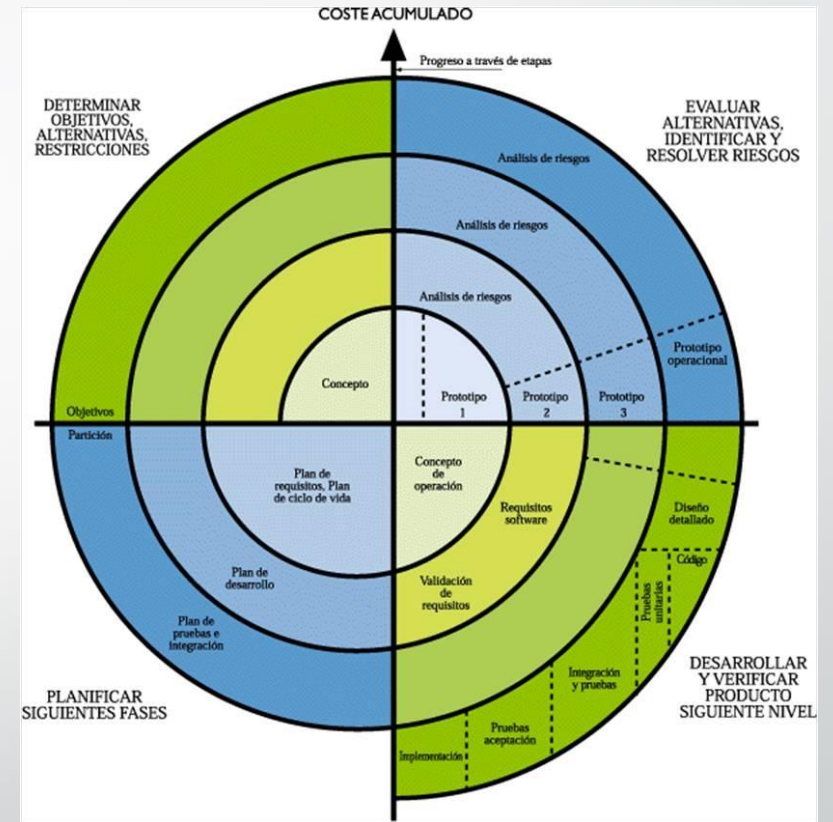 COSTE ACUMULADO
Progreso a través de etapas
DETERMINAR
OBJETIVOS,
ALTERNATIVAS,
RESTRICCIONES
EVALUAR
ALTERNATIVAS,
IDENTIFICAR Y
RESOLVER RIESGOS
Análisis de riesgos
Análisis de riesgos
Análisis de riesgos
Concepto
Prototipo
1
Prototipo
2
Prototipo
3
Prototipo
operacional
Objetivos
Partición
Plan de
requisitos, Plan
de ciclo de vida
Concepto
de
operación
Requisitos
software
Diseño
detallado
Código
Pruebas
unitarias
Plan de
desarrollo
Validación
de
requisitos
Plan de
pruebas e
integración
Integración
y pruebas
Pruebas
aceptación
Implementación
PLANIFICAR
SIGUIENTES FASES
DESARROLLAR
Y VERIFICAR
PRODUCTO
SIGUIENTE NIVEL